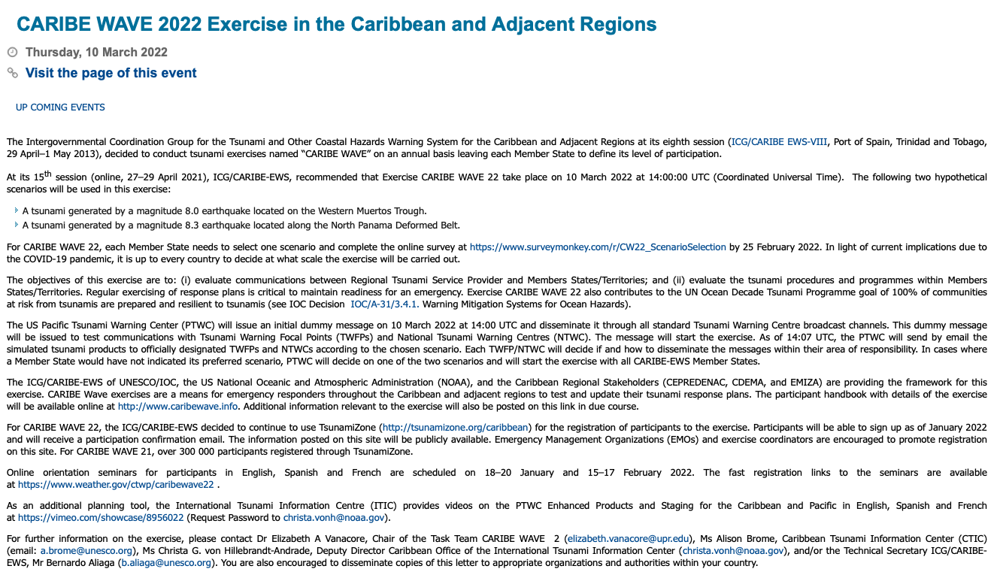 CARIBE WAVE 2022 Exercise in the Caribbean and Adjacent Regions
Thursday, 10 March 2022
Visit the page of this event
UP COMING EVENTS
The Intergovernmental Coordination Group for the Tsunami and Other Coastal Hazards Warning System for the Caribbean and Adjacent Regions at its eighth session (ICG/CARIBE EWS-VIII, Port of Spain, Trinidad and Tobago,
29 April–1 May 2013), decided to conduct tsunami exercises named “CARIBE WAVE” on an annual basis leaving each Member State to define its level of participation.
At its 15th session (online, 27–29 April 2021), ICG/CARIBE-EWS, recommended that Exercise CARIBE WAVE 22 take place on 10 March 2022 at 14:00:00 UTC (Coordinated Universal Time).  The following two hypothetical
scenarios will be used in this exercise:
A tsunami generated by a magnitude 8.0 earthquake located on the Western Muertos Trough.
A tsunami generated by a magnitude 8.3 earthquake located along the North Panama Deformed Belt.
For CARIBE WAVE 22, each Member State needs to select one scenario and complete the online survey at https://www.surveymonkey.com/r/CW22_ScenarioSelection by 25 February 2022. In light of current implications due to
the COVID-19 pandemic, it is up to every country to decide at what scale the exercise will be carried out.
The objectives of this exercise are to: (i) evaluate communications between Regional Tsunami Service Provider and Members States/Territories; and (ii) evaluate the tsunami procedures and programmes within Members
States/Territories. Regular exercising of response plans is critical to maintain readiness for an emergency. Exercise CARIBE WAVE 22 also contributes to the UN Ocean Decade Tsunami Programme goal of 100% of communities
at risk from tsunamis are prepared and resilient to tsunamis (see IOC Decision  IOC/A-31/3.4.1. Warning Mitigation Systems for Ocean Hazards).
The US Pacific Tsunami Warning Center (PTWC) will issue an initial dummy message on 10 March 2022 at 14:00 UTC and disseminate it through all standard Tsunami Warning Centre broadcast channels. This dummy message
will be issued to test communications with Tsunami Warning Focal Points (TWFPs) and National Tsunami Warning Centres (NTWC). The message will start the exercise. As of 14:07 UTC, the PTWC will send by email the
simulated tsunami products to officially designated TWFPs and NTWCs according to the chosen scenario. Each TWFP/NTWC will decide if and how to disseminate the messages within their area of responsibility. In cases where
a Member State would have not indicated its preferred scenario, PTWC will decide on one of the two scenarios and will start the exercise with all CARIBE-EWS Member States.
The ICG/CARIBE-EWS of UNESCO/IOC, the US National Oceanic and Atmospheric Administration (NOAA), and the Caribbean Regional Stakeholders (CEPREDENAC, CDEMA, and EMIZA) are providing the framework for this
exercise. CARIBE Wave exercises are a means for emergency responders throughout the Caribbean and adjacent regions to test and update their tsunami response plans. The participant handbook with details of the exercise
will be available online at http://www.caribewave.info. Additional information relevant to the exercise will also be posted on this link in due course.
For CARIBE WAVE 22, the ICG/CARIBE-EWS decided to continue to use TsunamiZone (http://tsunamizone.org/caribbean) for the registration of participants to the exercise. Participants will be able to sign up as of January 2022
and will receive a participation confirmation email. The information posted on this site will be publicly available. Emergency Management Organizations (EMOs) and exercise coordinators are encouraged to promote registration
on this site. For CARIBE WAVE 21, over 300 000 participants registered through TsunamiZone.
Online orientation seminars for participants in English, Spanish and French are scheduled on 18–20 January and 15–17 February 2022. The fast registration links to the seminars are available
at https://www.weather.gov/ctwp/caribewave22 .
As an additional planning tool, the International Tsunami Information Centre (ITIC) provides videos on the PTWC Enhanced Products and Staging for the Caribbean and Pacific in English, Spanish and French
at https://vimeo.com/showcase/8956022 (Request Password to christa.vonh@noaa.gov).
For further information on the exercise, please contact Dr Elizabeth A Vanacore, Chair of the Task Team CARIBE WAVE  2 (elizabeth.vanacore@upr.edu), Ms Alison Brome, Caribbean Tsunami Information Center (CTIC)
(email: a.brome@unesco.org), Ms Christa G. von Hillebrandt-Andrade, Deputy Director Caribbean Office of the International Tsunami Information Center (christa.vonh@noaa.gov), and/or the Technical Secretary ICG/CARIBE-
EWS, Mr Bernardo Aliaga (b.aliaga@unesco.org). You are also encouraged to disseminate copies of this letter to appropriate organizations and authorities within your country.